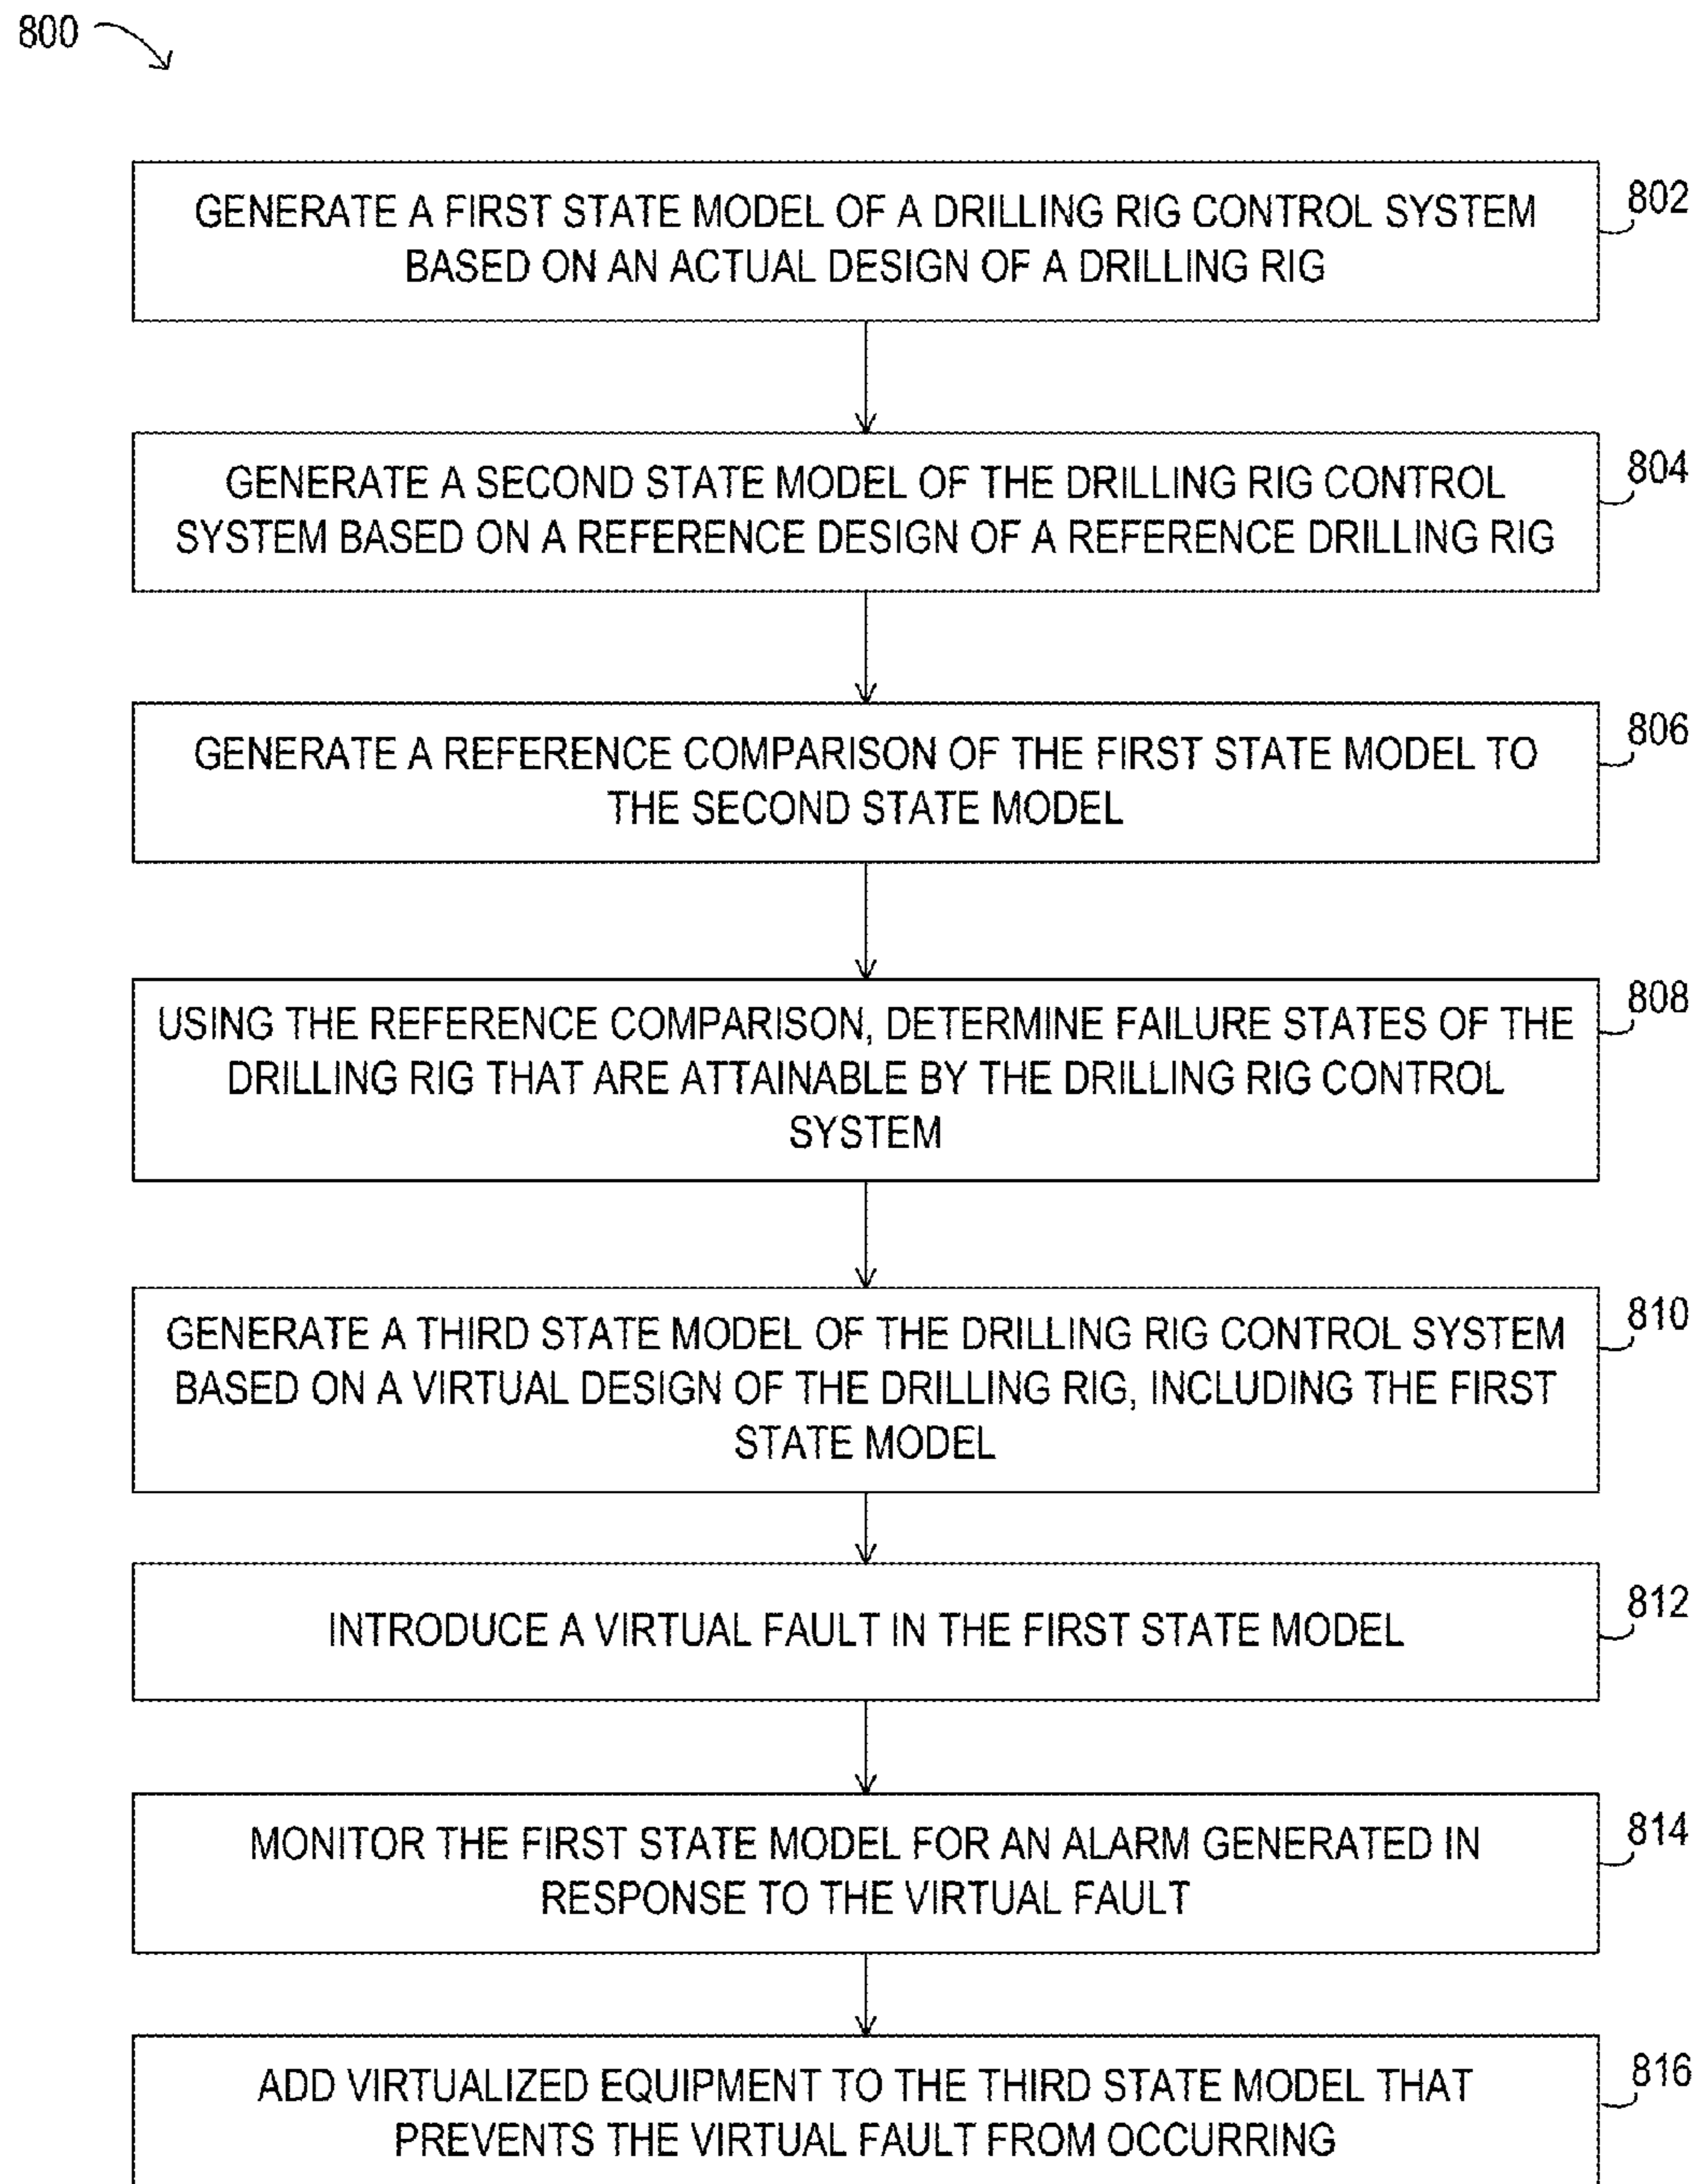 800
GENERATE A FIRST STATE MODEL OF A DRILLING RIG CONTROL SYSTEM
BASED ON AN ACTUAL DESIGN OF A DRILLING RIG
802
GENERATE A SECOND STATE MODEL OF THE DRILLING RIG CONTROL
SYSTEM BASED ON A REFERENCE DESIGN OF A REFERENCE DRILLING RIG
804
GENERATE A REFERENCE COMPARISON OF THE FIRST STATE MODEL TO
THE SECOND STATE MODEL
806
USING THE REFERENCE COMPARISON, DETERMINE FAILURE STATES OF THE
DRILLING RIG THAT ARE ATTAINABLE BY THE DRILLING RIG CONTROL
SYSTEM
808
GENERATE A THIRD STATE MODEL OF THE DRILLING RIG CONTROL SYSTEM
BASED ON A VIRTUAL DESIGN OF THE DRILLING RIG, INCLUDING THE FIRST
STATE MODEL
810
INTRODUCE A VIRTUAL FAULT IN THE FIRST STATE MODEL
812
MONITOR THE FIRST STATE MODEL FOR AN ALARM GENERATED IN
RESPONSE TO THE VIRTUAL FAULT
814
ADD VIRTUALIZED EQUIPMENT TO THE THIRD STATE MODEL THAT
PREVENTS THE VIRTUAL FAULT FROM OCCURRING
816